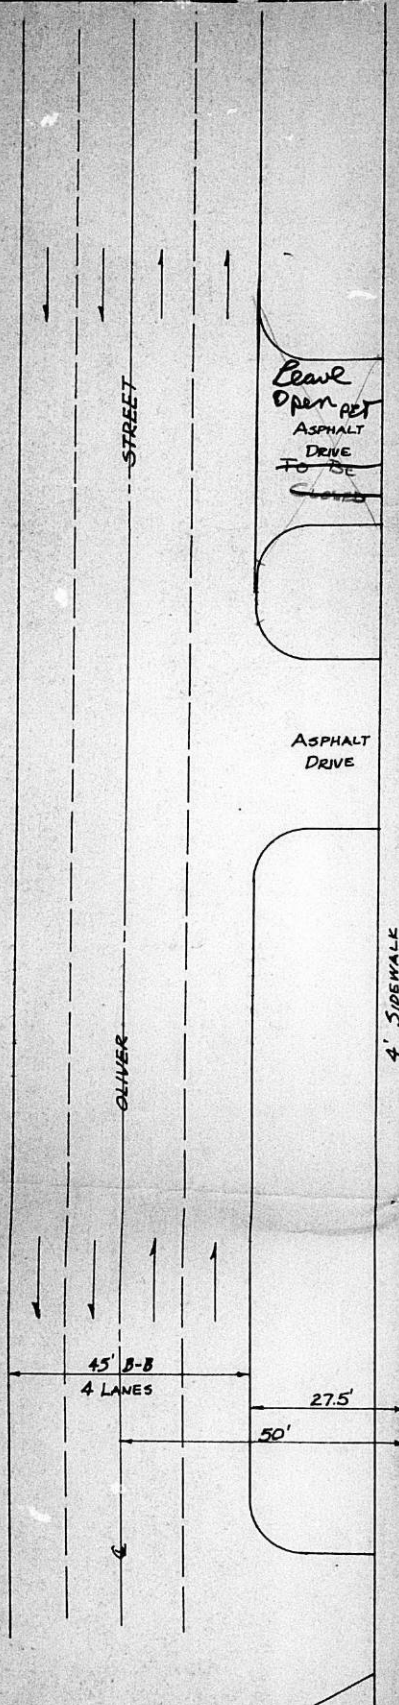 STREET
Leave
Open PET
ASPHALT
DRIVE
TO BE
CLOSED
ASPHALT
DRIVE
4' SIDEWALK
OLIVER
45' B-B
4 LANES
27.5'
50'
℄